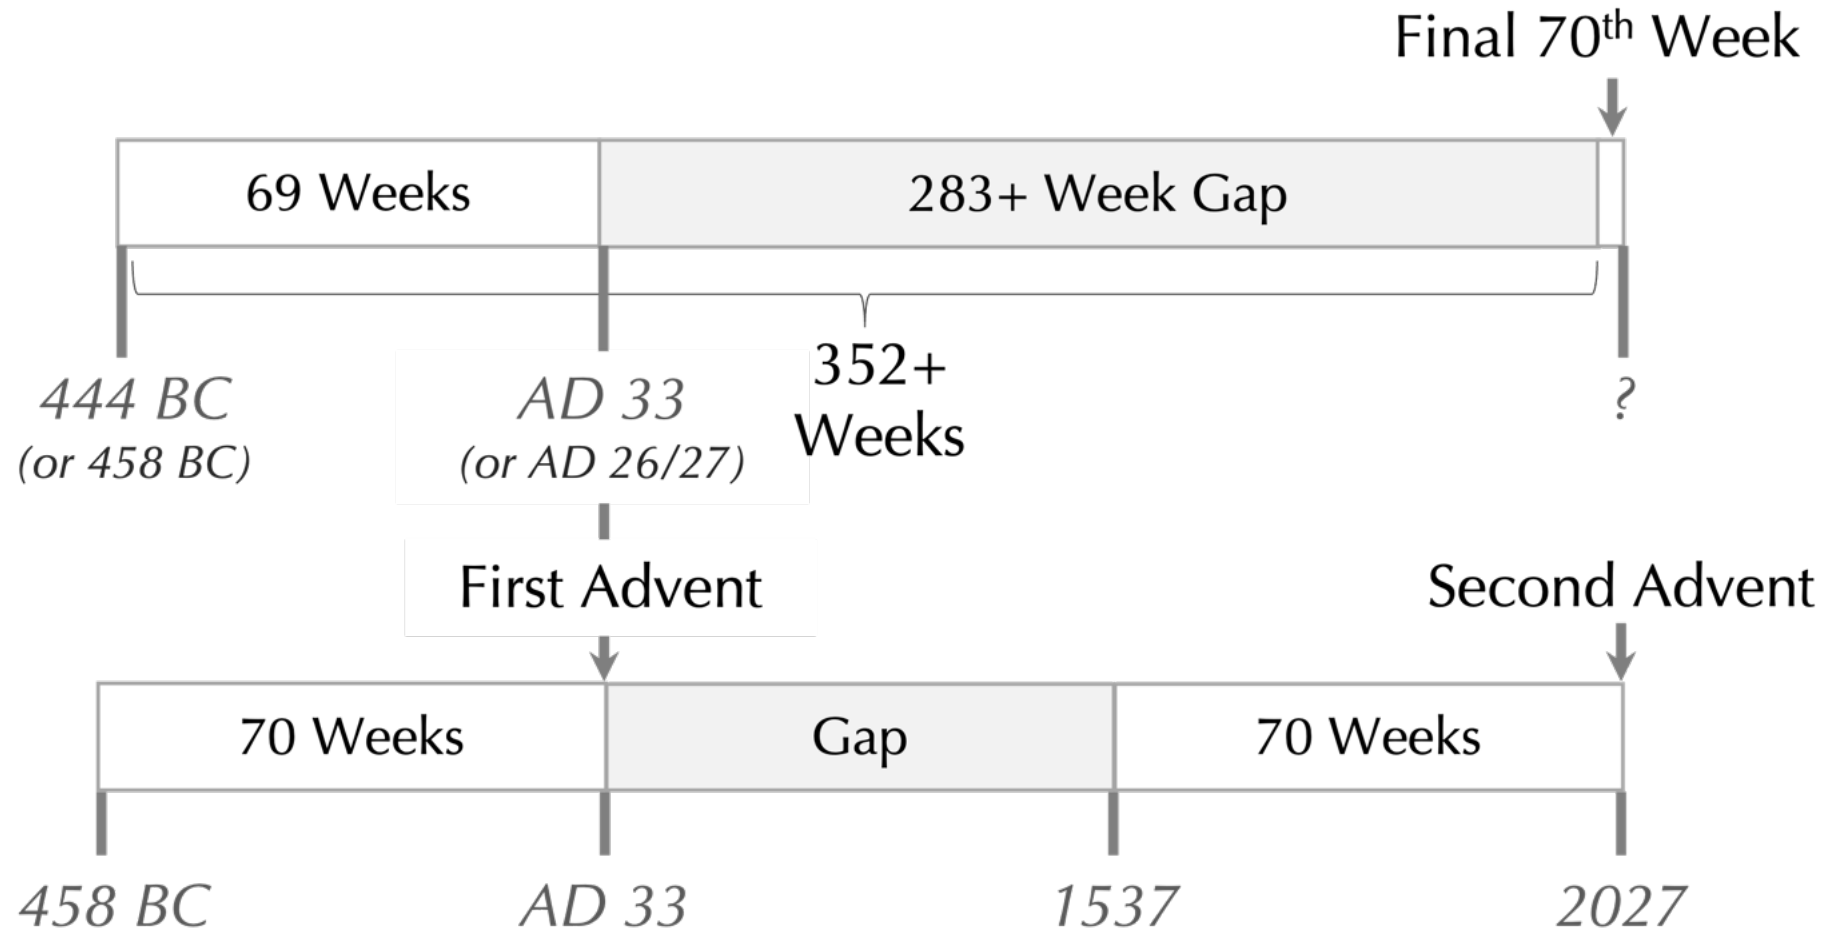 Final 70th Week
69 Weeks
283+ Week Gap
352+
Weeks
444 BC
(or 458 BC)
AD 33
(or AD 26/27)
?
First Advent
Second Advent
70 Weeks
Gap
70 Weeks
458 BC
AD 33
1537
2027